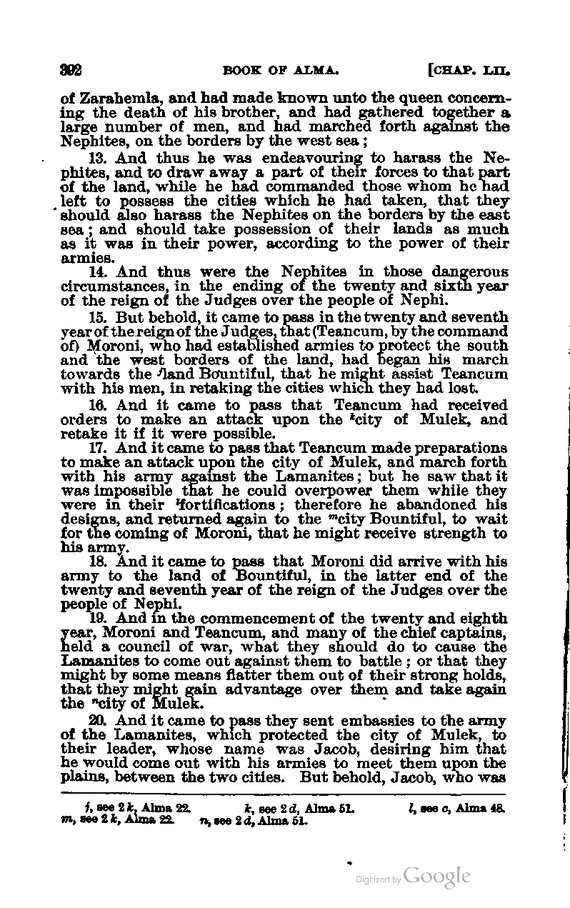 392 BOOK OF ALMA. [CHAP. LII.
of Zarahemla, and had made known unto the queen concern-
ing the death of his brother, and had gathered together a
large number of men, and had marched forth against the
Nephites, on the borders by the west sea;
13. And thus he was endeavouring to harass the Ne-
phites, and to draw away a part of their forces to that part
of the land, while he had commanded those whom he had
left to possess the cities which he had taken, that they
should also harass the Nephites on the borders by the east
sea; and should take possession of their lands as much
as it was in their power, according to the power of their
armies.
14. And thus were the Nephites in those dangerous
circumstances, in the ending of the twenty and sixth year
of the reign of the Judges over the people of Nephi.
15. But behold, it came to pass in the twenty and seventh
year of the reign of the Judges, that (Teancum, by the command
of) Moroni, who had established armies to protect the south
and the west borders of the land, had began his march
towards the jland Bountiful, that he might assist Teancum
with his men, in retaking the cities which they had lost.
16. And it came to pass that Teancum had received
orders to make an attack upon the kcity of Mulek, and
retake it if it were possible.
17. And it came to pass that Teancum made preparations
to make an attack upon the city of Mulek, and march forth
with his army against the Lamanites; but he saw that it
was impossible that he could overpower them while they
were in their lfortifications; therefore he abandoned his
designs, and returned again to the mcity Bountiful, to wait
for the coming of Moroni, that he might receive strength to
his army.
18. And it came to pass that Moroni did arrive with his
army to the land of Bountiful, in the latter end of the
twenty and seventh year of the reign of the Judges over the
people of Nephi.
19. And in the commencement of the twenty and eighth
year, Moroni and Teancum, and many of the chief captains,
held a council of war, what they should do to cause the
Lamanites to come out against them to battle; or that they
might by some means flatter them out of their strong holds,
that they might gain advantage over them and take again
the ncity of Mulek.
20. And it came to pass they sent embassies to the army
of the Lamanites, which protected the city of Mulek, to
their leader, whose name was Jacob, desiring him that
he would come out with his armies to meet them upon the
plains, between the two cities. But behold, Jacob, who was
j, see 2 k, Alma 22. k, see 2 d, Alma 51. l, see c, Alma 48.
m, see 2 k, Alma 22. n, see 2 d, Alma 51.
Digitized by Google